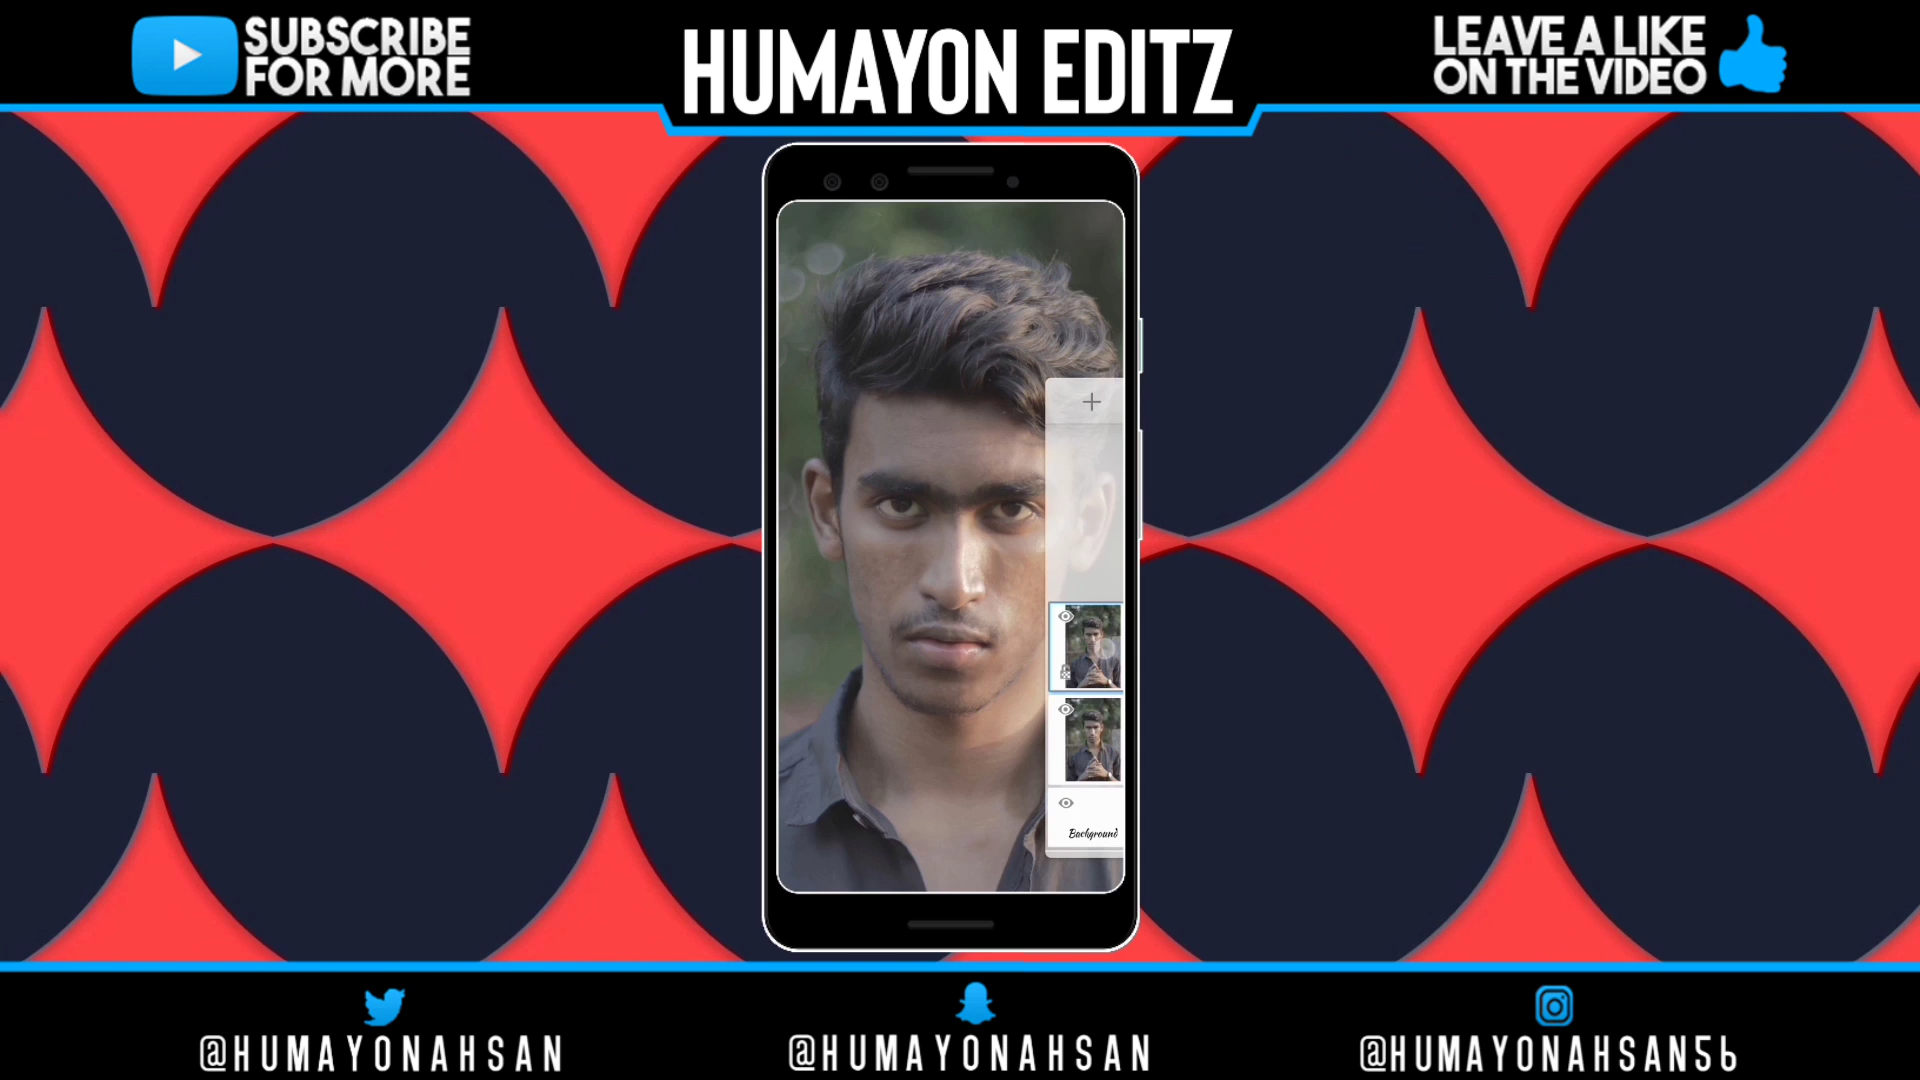 SUBSCRIBE
FOR MORE
HUMAYON EDITZ
LEAVE A LIKE
ON THE VIDEO
Background
@HUMAYONAHSAN
@HUMAYONAHSAN
@HUMAYONAHSAN56